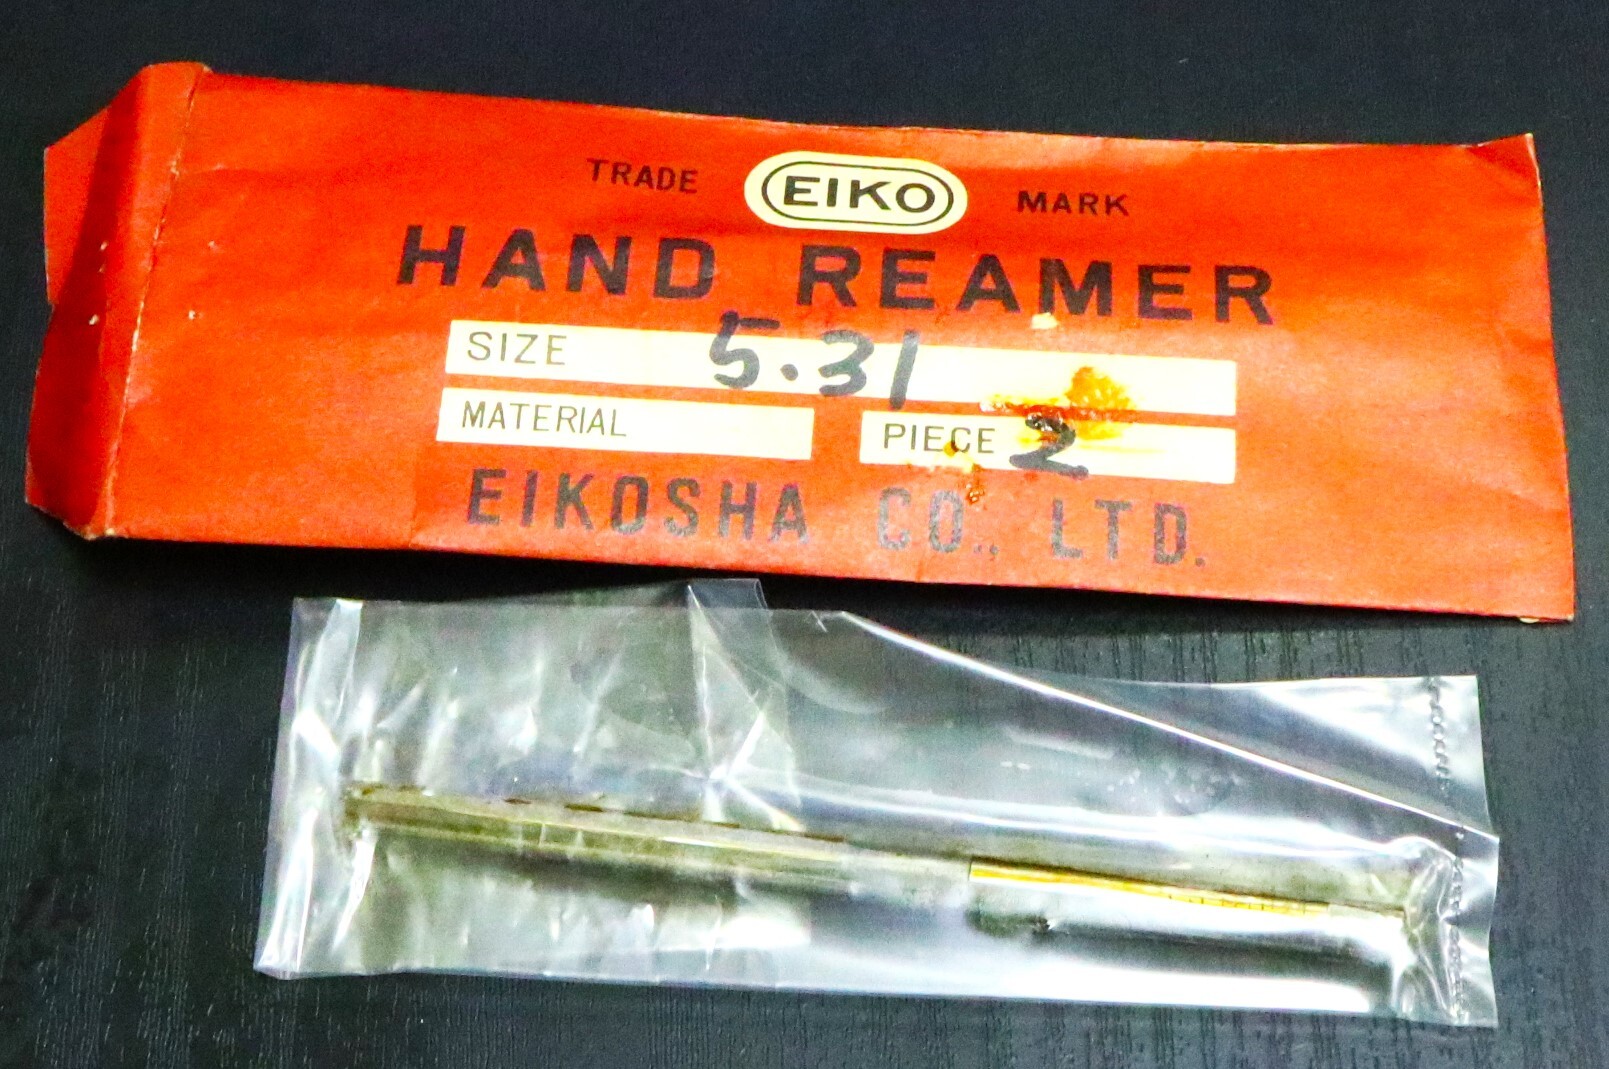 TRADE EIKO MARK
HAND REAMER
SIZE 5.31
MATERIAL PIECE 2
EIKOSHA CO., LTD.